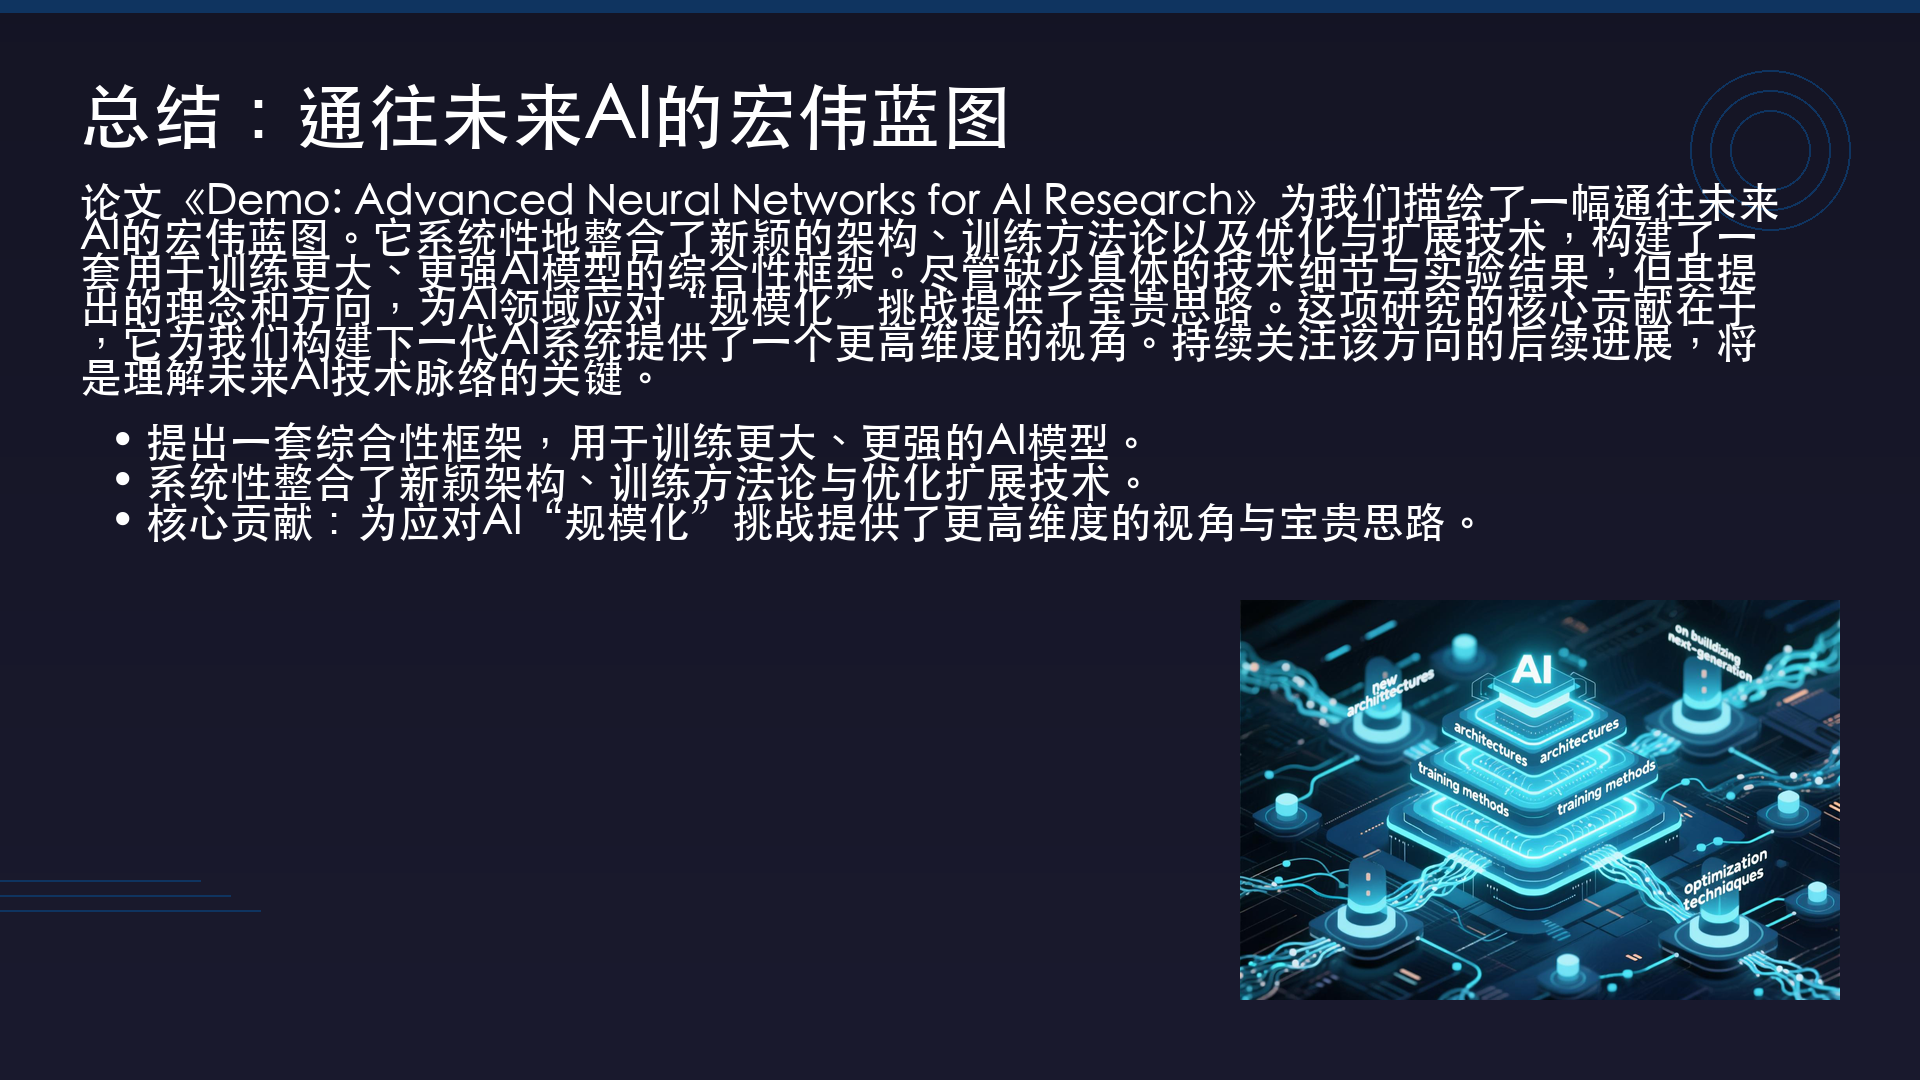 总结：通往未来AI的宏伟蓝图
论文《Demo: Advanced Neural Networks for AI Research》为我们描绘了一幅通往未来
AI的宏伟蓝图。它系统性地整合了新颖的架构、训练方法论以及优化与扩展技术，构建了一
套用于训练更大、更强AI模型的综合性框架。尽管缺少具体的技术细节与实验结果，但其提
出的理念和方向，为AI领域应对“规模化”挑战提供了宝贵思路。这项研究的核心贡献在于
，它为我们构建下一代AI系统提供了一个更高维度的视角。持续关注该方向的后续进展，将
是理解未来AI技术脉络的关键。
• 提出一套综合性框架，用于训练更大、更强的AI模型。
• 系统性整合了新颖架构、训练方法论与优化扩展技术。
• 核心贡献：为应对AI“规模化”挑战提供了更高维度的视角与宝贵思路。
on builldizing
next-generation
AI
new
archiittectures
architectures architectures
training methods training methods
optimization
techniques